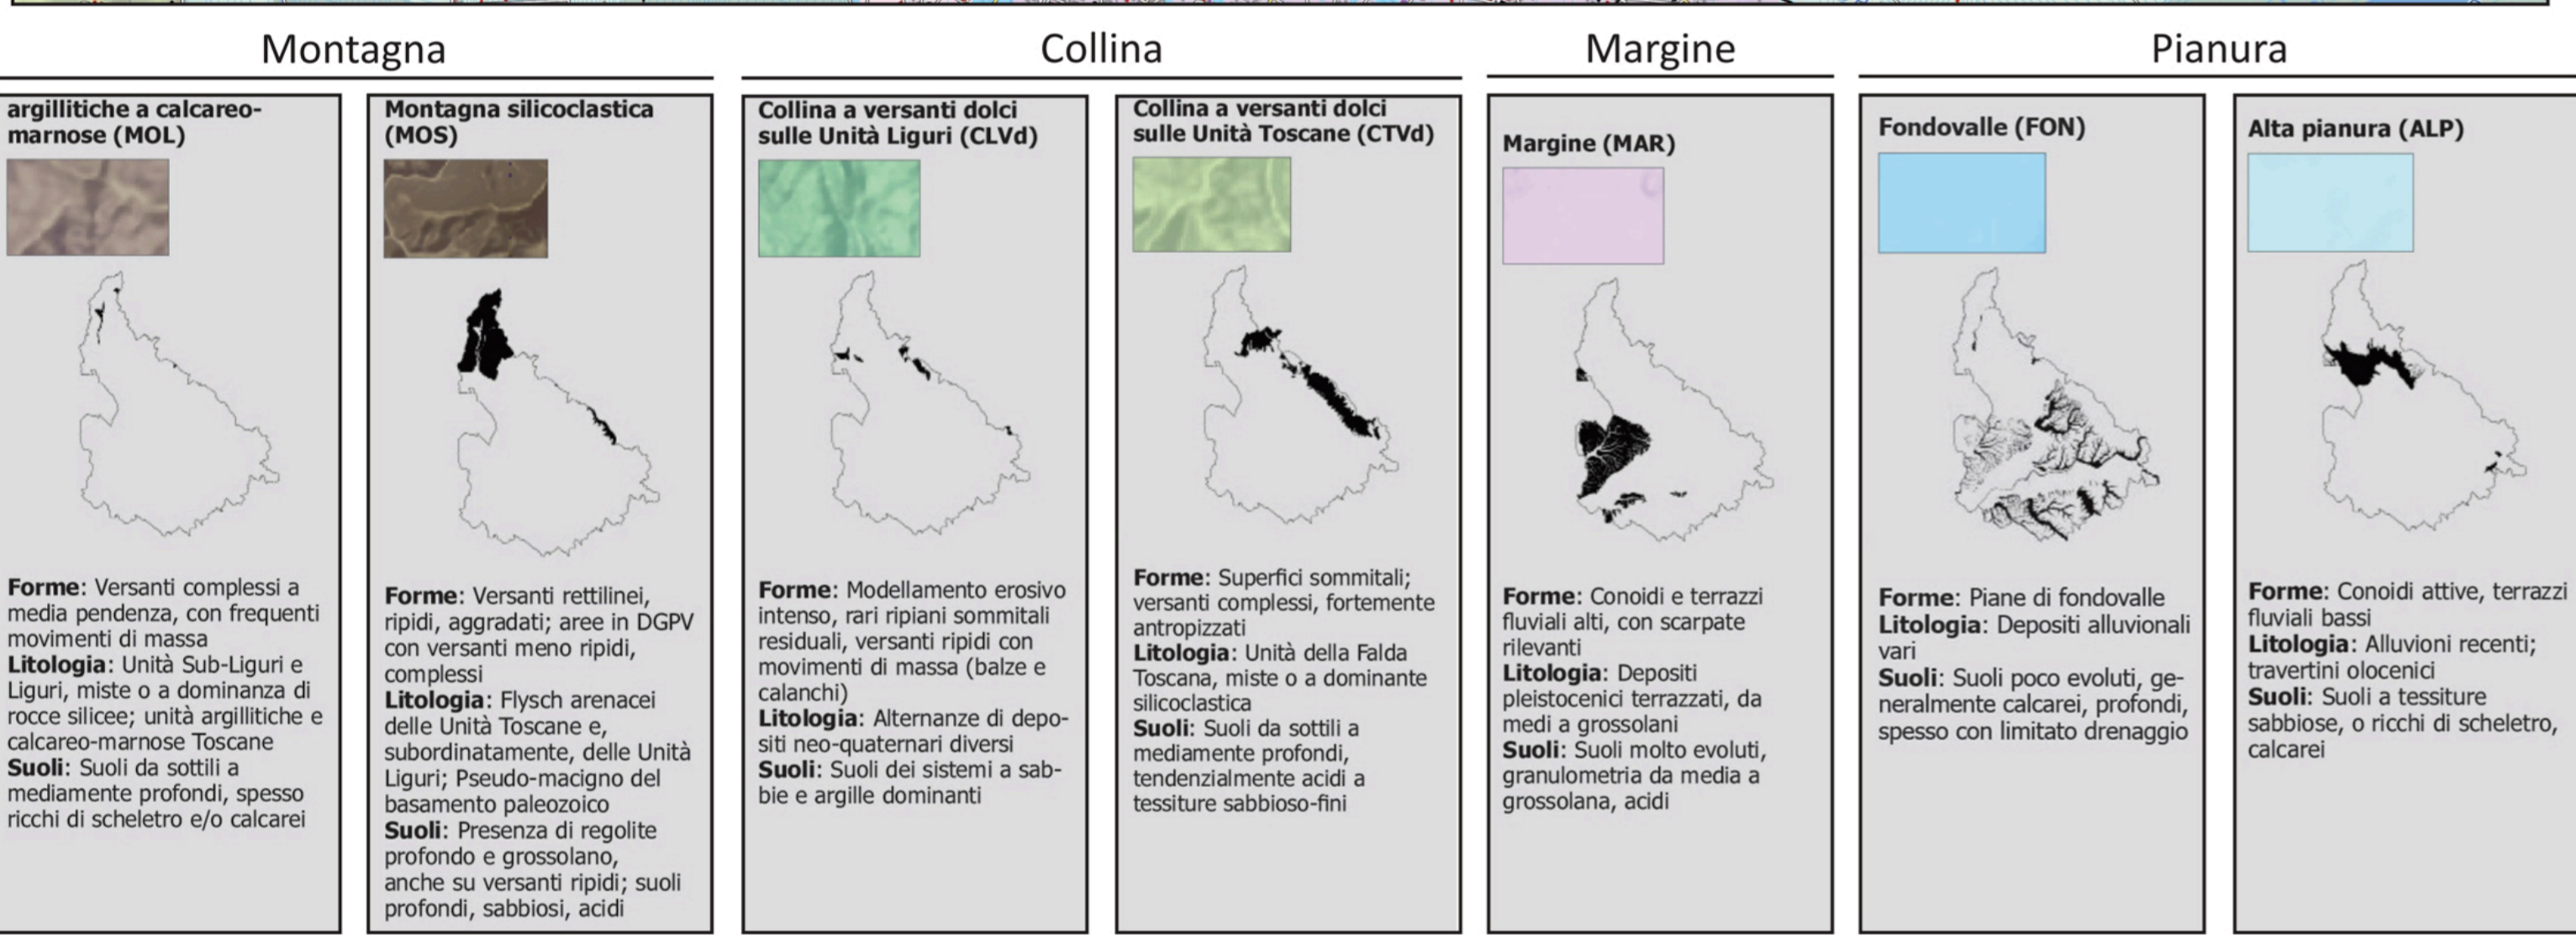 Montagna
Collina
Margine
Pianura
argillitiche a calcareo-
marnose (MOL)
Forme: Versanti complessi a
media pendenza, con frequenti
movimenti di massa
Litologia: Unità Sub-Liguri e
Liguri, miste o a dominanza di
rocce silicee; unità argillitiche e
calcareo-marnose Toscane
Suoli: Suoli da sottili a
mediamente profondi, spesso
ricchi di scheletro e/o calcarei
Montagna silicoclastica
(MOS)
Forme: Versanti rettilinei,
ripidi, aggradati; aree in DGPV
con versanti meno ripidi,
complessi
Litologia: Flysch arenacei
delle Unità Toscane e,
subordinatamente, delle Unità
Liguri; Pseudo-macigno del
basamento paleozoico
Suoli: Presenza di regolite
profondo e grossolano,
anche su versanti ripidi; suoli
profondi, sabbiosi, acidi
Collina a versanti dolci
sulle Unità Liguri (CLVd)
Forme: Modellamento erosivo
intenso, rari ripiani sommitali
residuali, versanti ripidi con
movimenti di massa (balze e
calanchi)
Litologia: Alternanze di depo-
siti neo-quaternari diversi
Suoli: Suoli dei sistemi a sab-
bie e argille dominanti
Collina a versanti dolci
sulle Unità Toscane (CTVd)
Forme: Superfici sommitali;
versanti complessi, fortemente
antropizzati
Litologia: Unità della Falda
Toscana, miste o a dominante
silicoclastica
Suoli: Suoli da sottili a
mediamente profondi,
tendenzialmente acidi a
tessiture sabbioso-fini
Margine (MAR)
Forme: Conoidi e terrazzi
fluviali alti, con scarpate
rilevanti
Litologia: Depositi
pleistocenici terrazzati, da
medi a grossolani
Suoli: Suoli molto evoluti,
granulometria da media a
grossolana, acidi
Fondovalle (FON)
Forme: Piane di fondovalle
Litologia: Depositi alluvionali
vari
Suoli: Suoli poco evoluti, ge-
neralmente calcarei, profondi,
spesso con limitato drenaggio
Alta pianura (ALP)
Forme: Conoidi attive, terrazzi
fluviali bassi
Litologia: Alluvioni recenti;
travertini olocenici
Suoli: Suoli a tessiture
sabbiose, o ricchi di scheletro,
calcarei